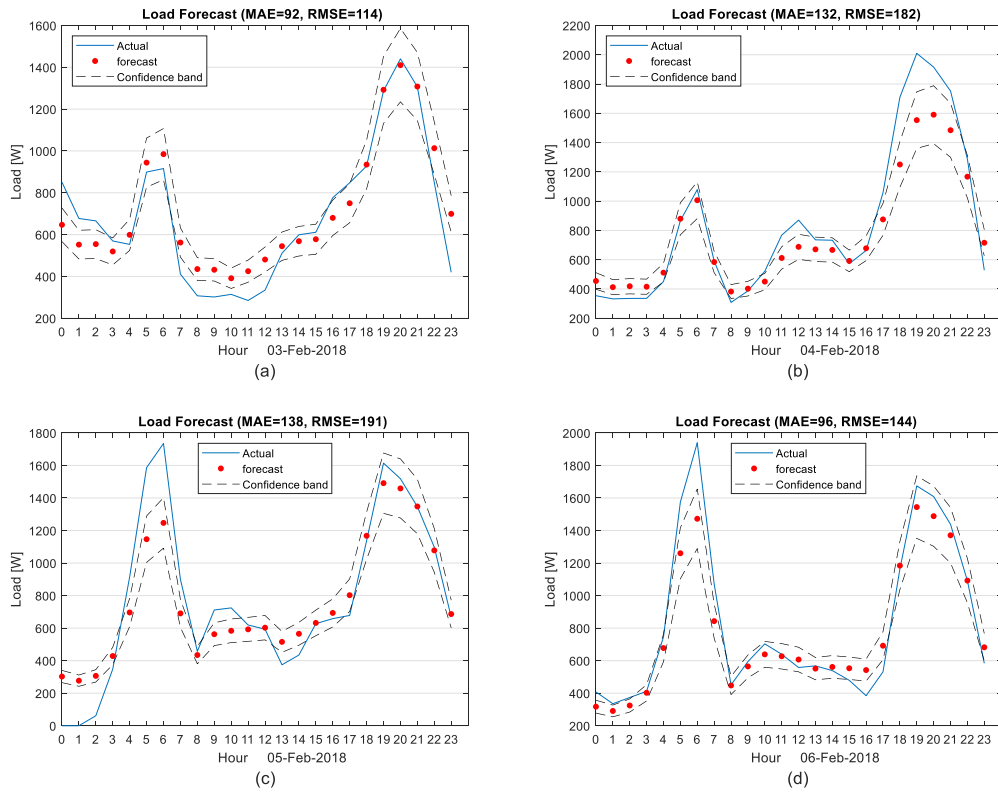 Load Forecast (MAE=92, RMSE=114)
1600
1400
1200
1000
800
600
400
200
Load [W]
Actual
forecast
Confidence band
0 1 2 3 4 5 6 7 8 9 10 11 12 13 14 15 16 17 18 19 20 21 22 23
Hour 03-Feb-2018
(a)
Load Forecast (MAE=132, RMSE=182)
2200
2000
1800
1600
1400
1200
1000
800
600
400
200
Load [W]
Actual
forecast
Confidence band
0 1 2 3 4 5 6 7 8 9 10 11 12 13 14 15 16 17 18 19 20 21 22 23
Hour 04-Feb-2018
(b)
Load Forecast (MAE=138, RMSE=191)
1800
1600
1400
1200
1000
800
600
400
200
0
Load [W]
Actual
forecast
Confidence band
0 1 2 3 4 5 6 7 8 9 10 11 12 13 14 15 16 17 18 19 20 21 22 23
Hour 05-Feb-2018
(c)
Load Forecast (MAE=96, RMSE=144)
2000
1800
1600
1400
1200
1000
800
600
400
200
Load [W]
Actual
forecast
Confidence band
0 1 2 3 4 5 6 7 8 9 10 11 12 13 14 15 16 17 18 19 20 21 22 23
Hour 06-Feb-2018
(d)